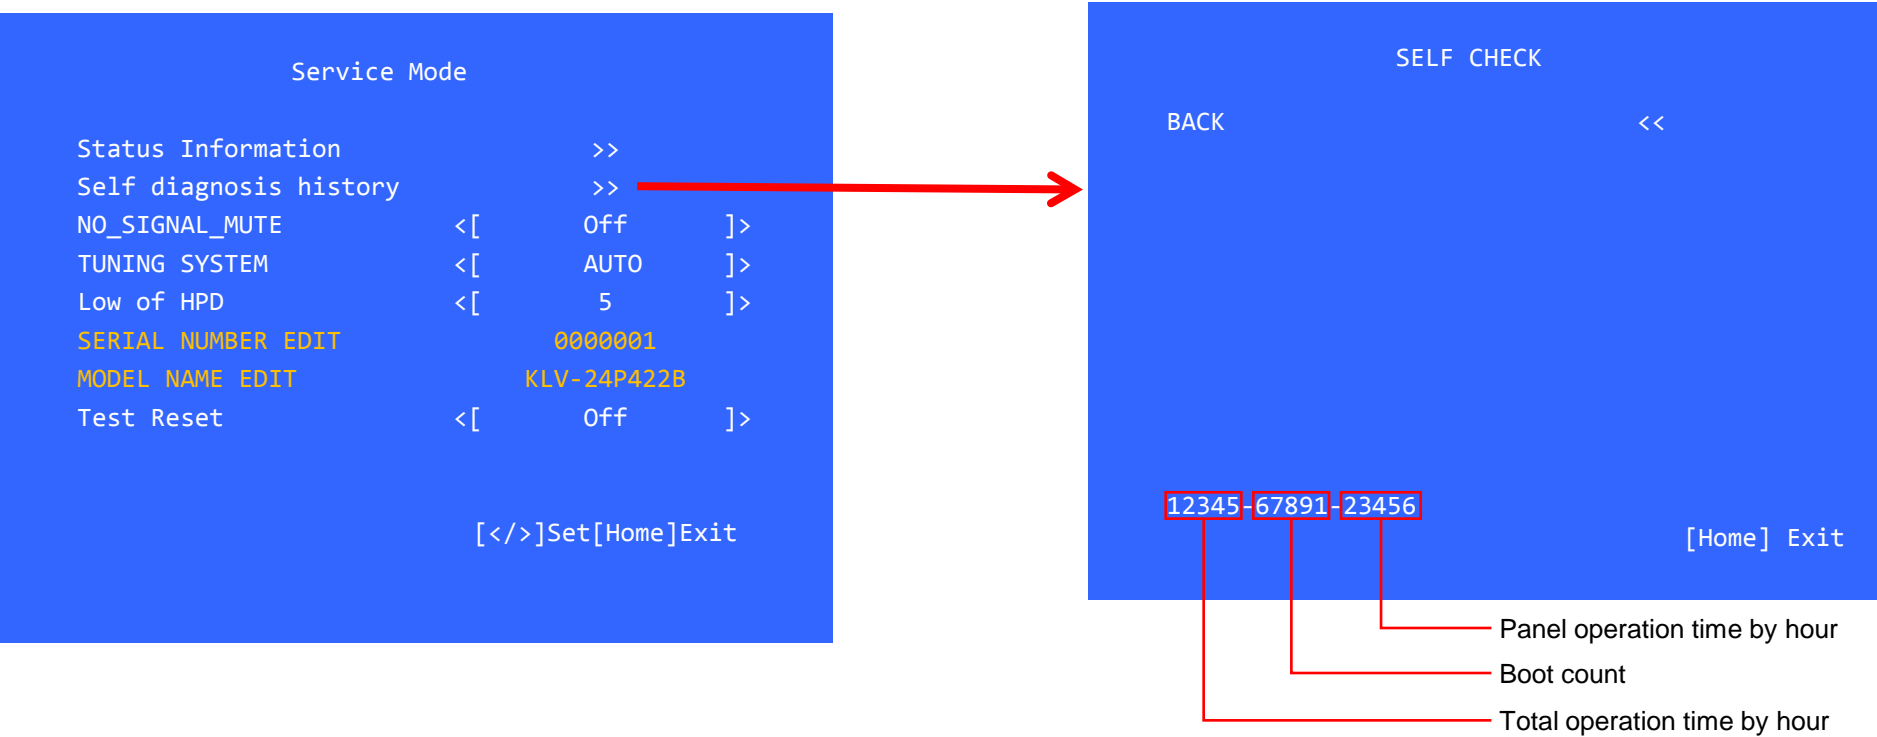 Service Mode
Status Information >>
Self diagnosis history >>
NO_SIGNAL_MUTE <[ Off ]>
TUNING SYSTEM <[ AUTO ]>
Low of HPD <[ 5 ]>
SERIAL NUMBER EDIT 0000001
MODEL NAME EDIT KLV-24P422B
Test Reset <[ Off ]>
[</>]Set[Home]Exit
SELF CHECK
BACK <<
12345-67891-23456
[Home] Exit
Panel operation time by hour
Boot count
Total operation time by hour